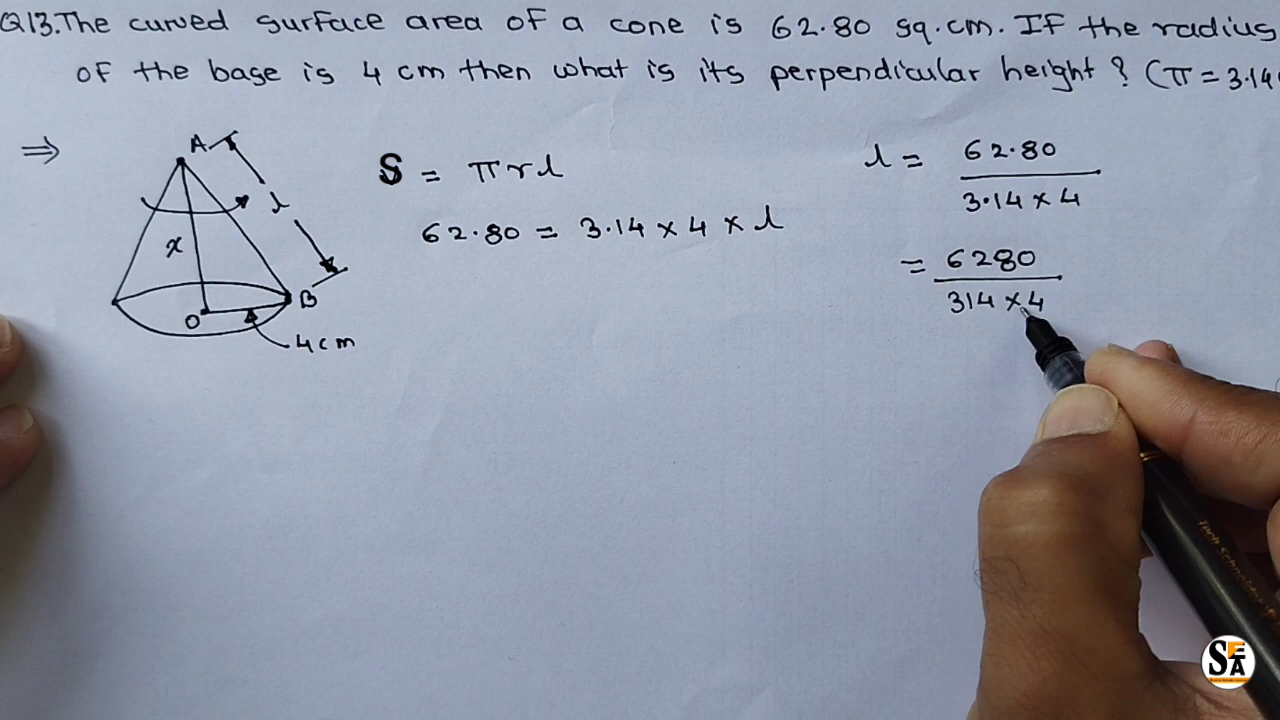 Q13. The curved surface area of a cone is 62.80 sq.cm. If the radius
of the base is 4 cm then what is its perpendicular height? (π = 3.14
⇒
A
l
x
O
B
4cm
S = πrl
62.80 = 3.14 × 4 × l
l = 62.80 / 3.14 × 4
= 6280 / 314 × 4
SFA